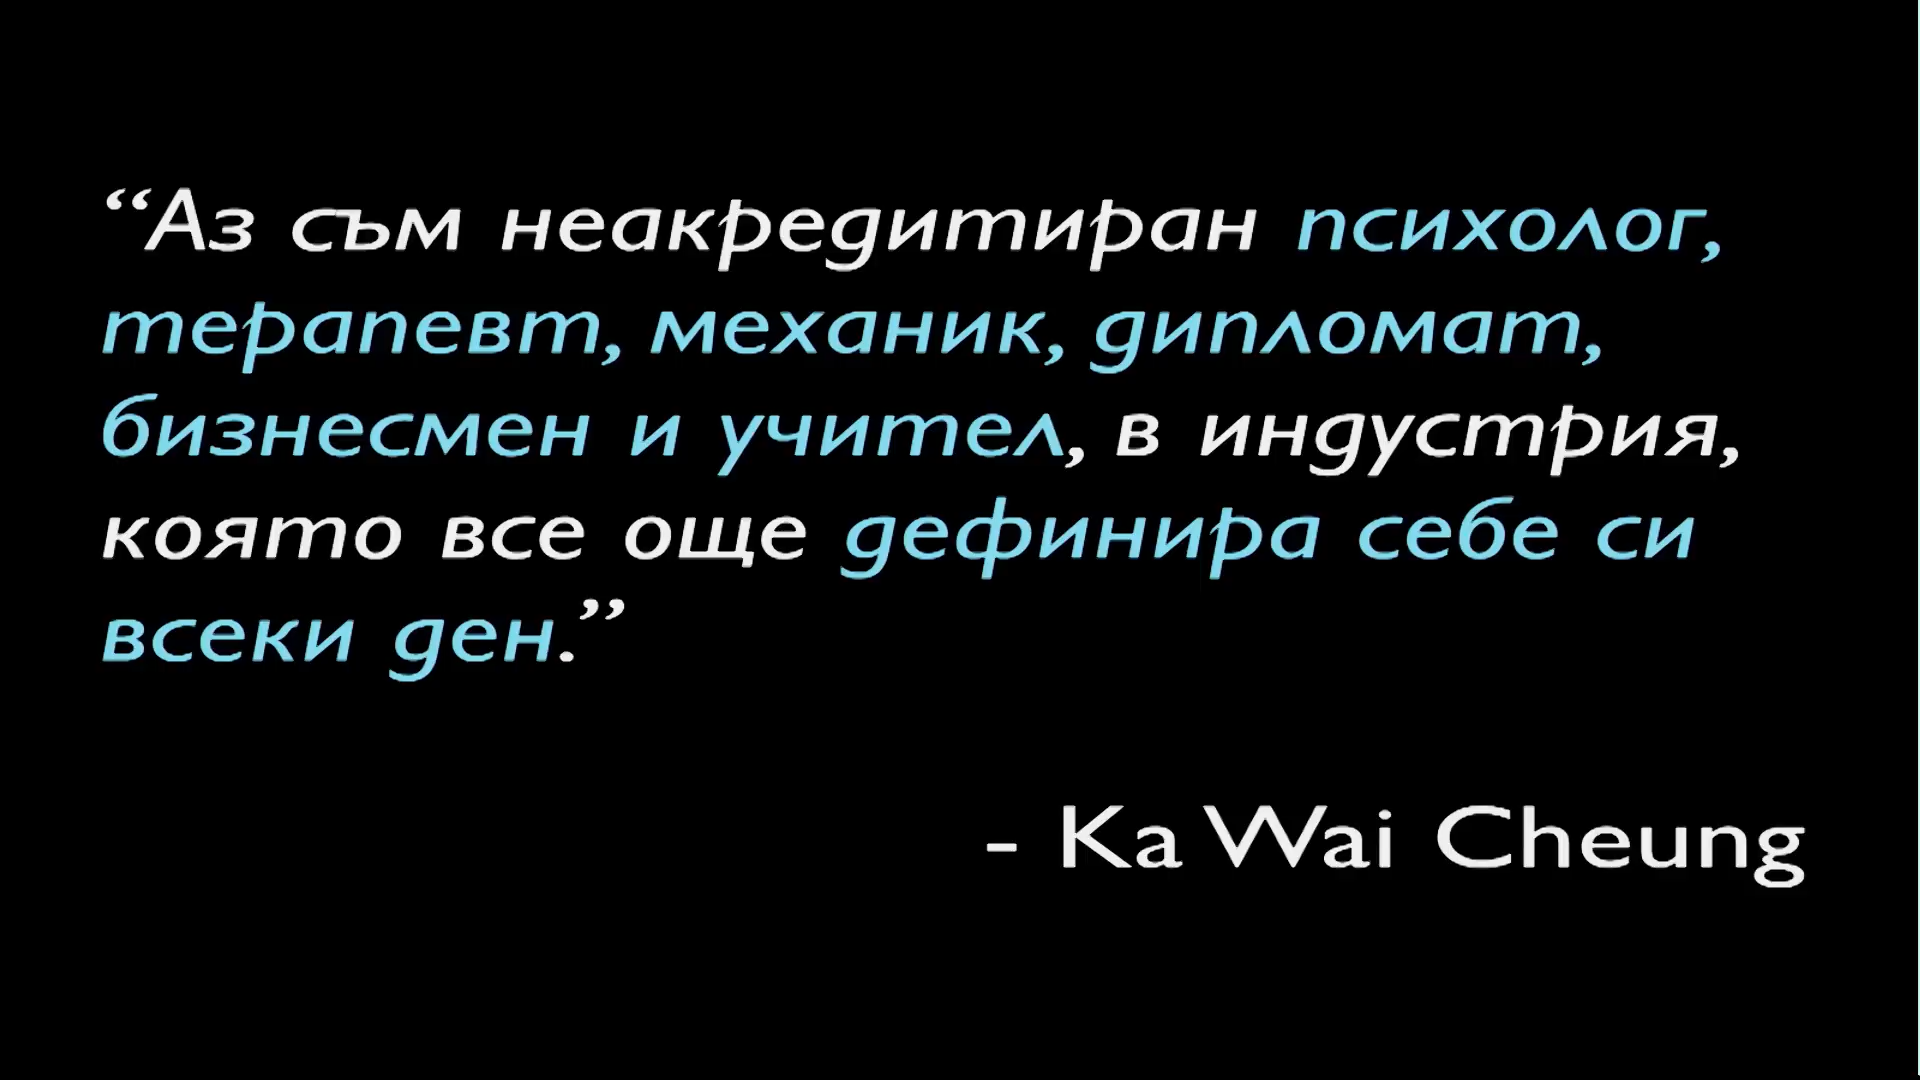 “Аз съм неакредитиран психолог,
терапевт, механик, дипломат,
бизнесмен и учител, в индустрия,
която все още дефинира себе си
всеки ден.”
- Ka Wai Cheung